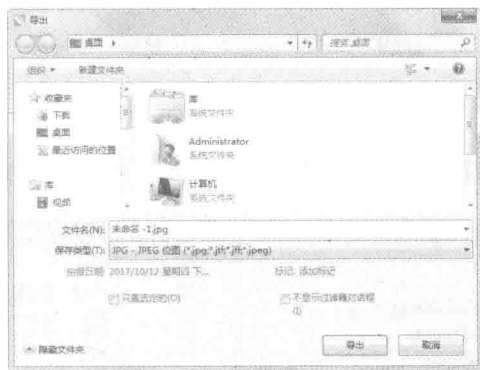 导出
桌面
搜索 桌面
组织 新建文件夹
收藏夹
下载
桌面
最近访问的位置
库
视频
库
系统文件夹
Administrator
系统文件夹
计算机
系统文件夹
文件名(N): 未命名 -1.jpg
保存类型(T): JPG - JPEG 位图 (*.jpg;*.jtf;*.jff;*.jpeg)
拍摄日期: 2017/10/12 星期四 下... 标记: 添加标记
只是选定的(O) 不显示过滤器对话框
(I)
隐藏文件夹 导出 取消